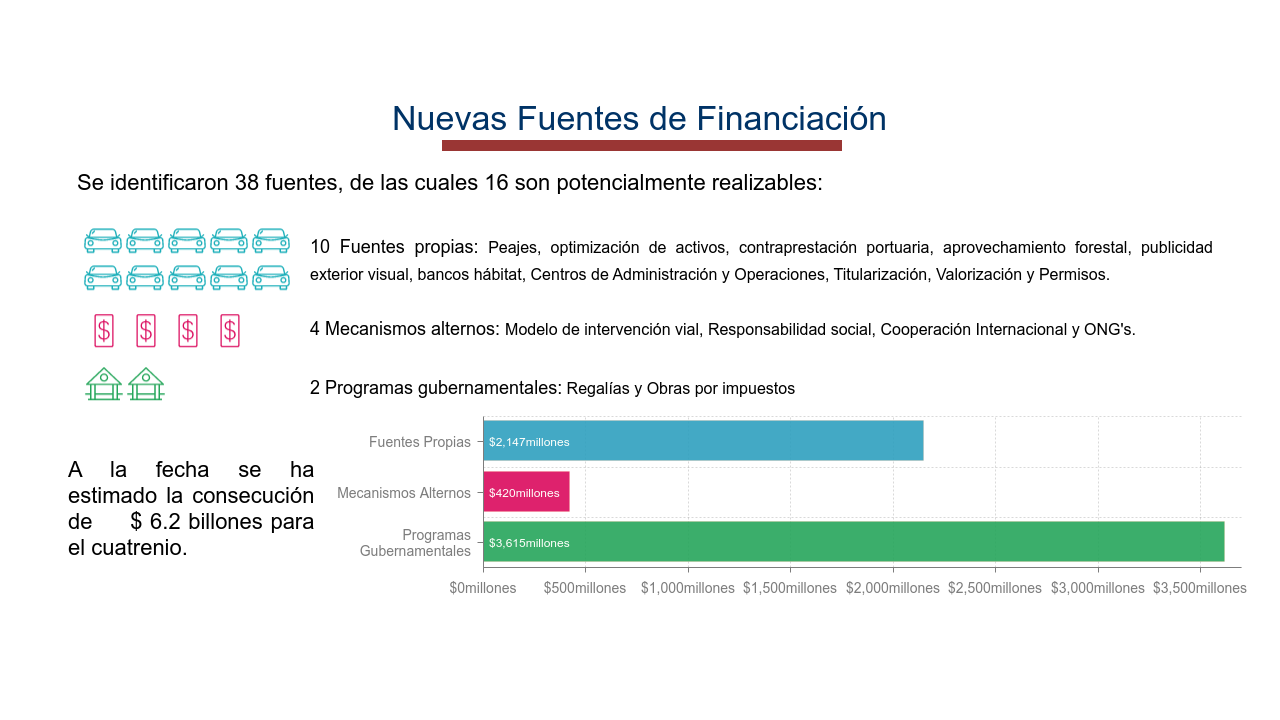 Nuevas Fuentes de Financiación
Se identificaron 38 fuentes, de las cuales 16 son potencialmente realizables:
10 Fuentes propias: Peajes, optimización de activos, contraprestación portuaria, aprovechamiento forestal, publicidad
exterior visual, bancos hábitat, Centros de Administración y Operaciones, Titularización, Valorización y Permisos.
4 Mecanismos alternos: Modelo de intervención vial, Responsabilidad social, Cooperación Internacional y ONG's.
2 Programas gubernamentales: Regalías y Obras por impuestos
A la fecha se ha
estimado la consecución
de $ 6.2 billones para
el cuatrenio.
Fuentes Propias
$2,147millones
Mecanismos Alternos
$420millones
Programas
Gubernamentales
$3,615millones
$0millones $500millones $1,000millones $1,500millones $2,000millones $2,500millones $3,000millones $3,500millones